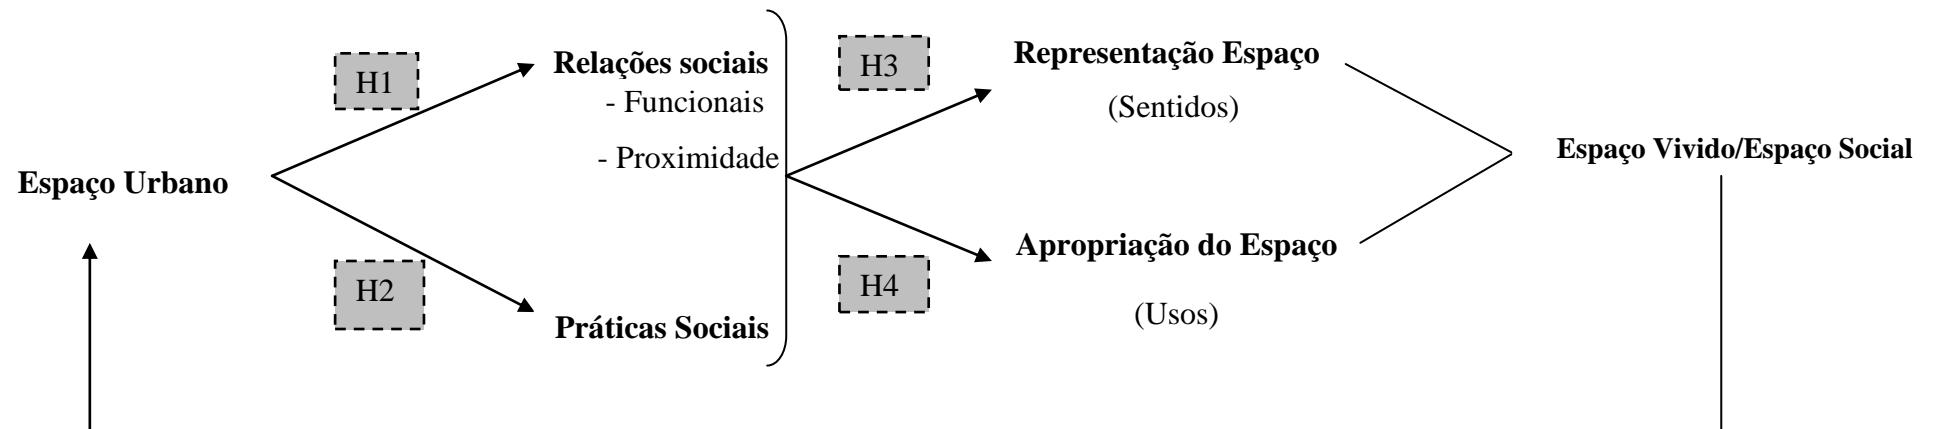 Espaço Urbano
H1
H2
Relações sociais
- Funcionais
- Proximidade
Práticas Sociais
H3
H4
Representação Espaço
(Sentidos)
Apropriação do Espaço
(Usos)
Espaço Vivido/Espaço Social